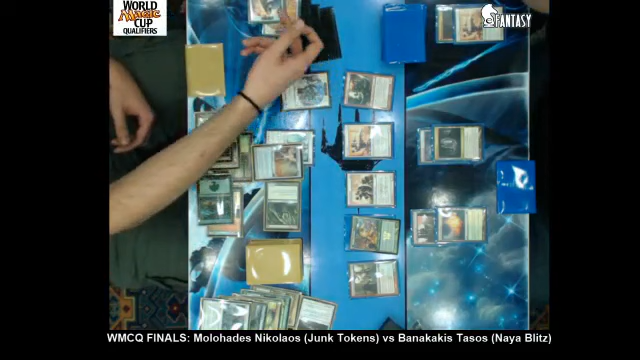 WORLD
Magic
CUP
QUALIFIERS
FANTASY
WMCQ FINALS: Molohades Nikolaos (Junk Tokens) vs Banakakis Tasos (Naya Blitz)